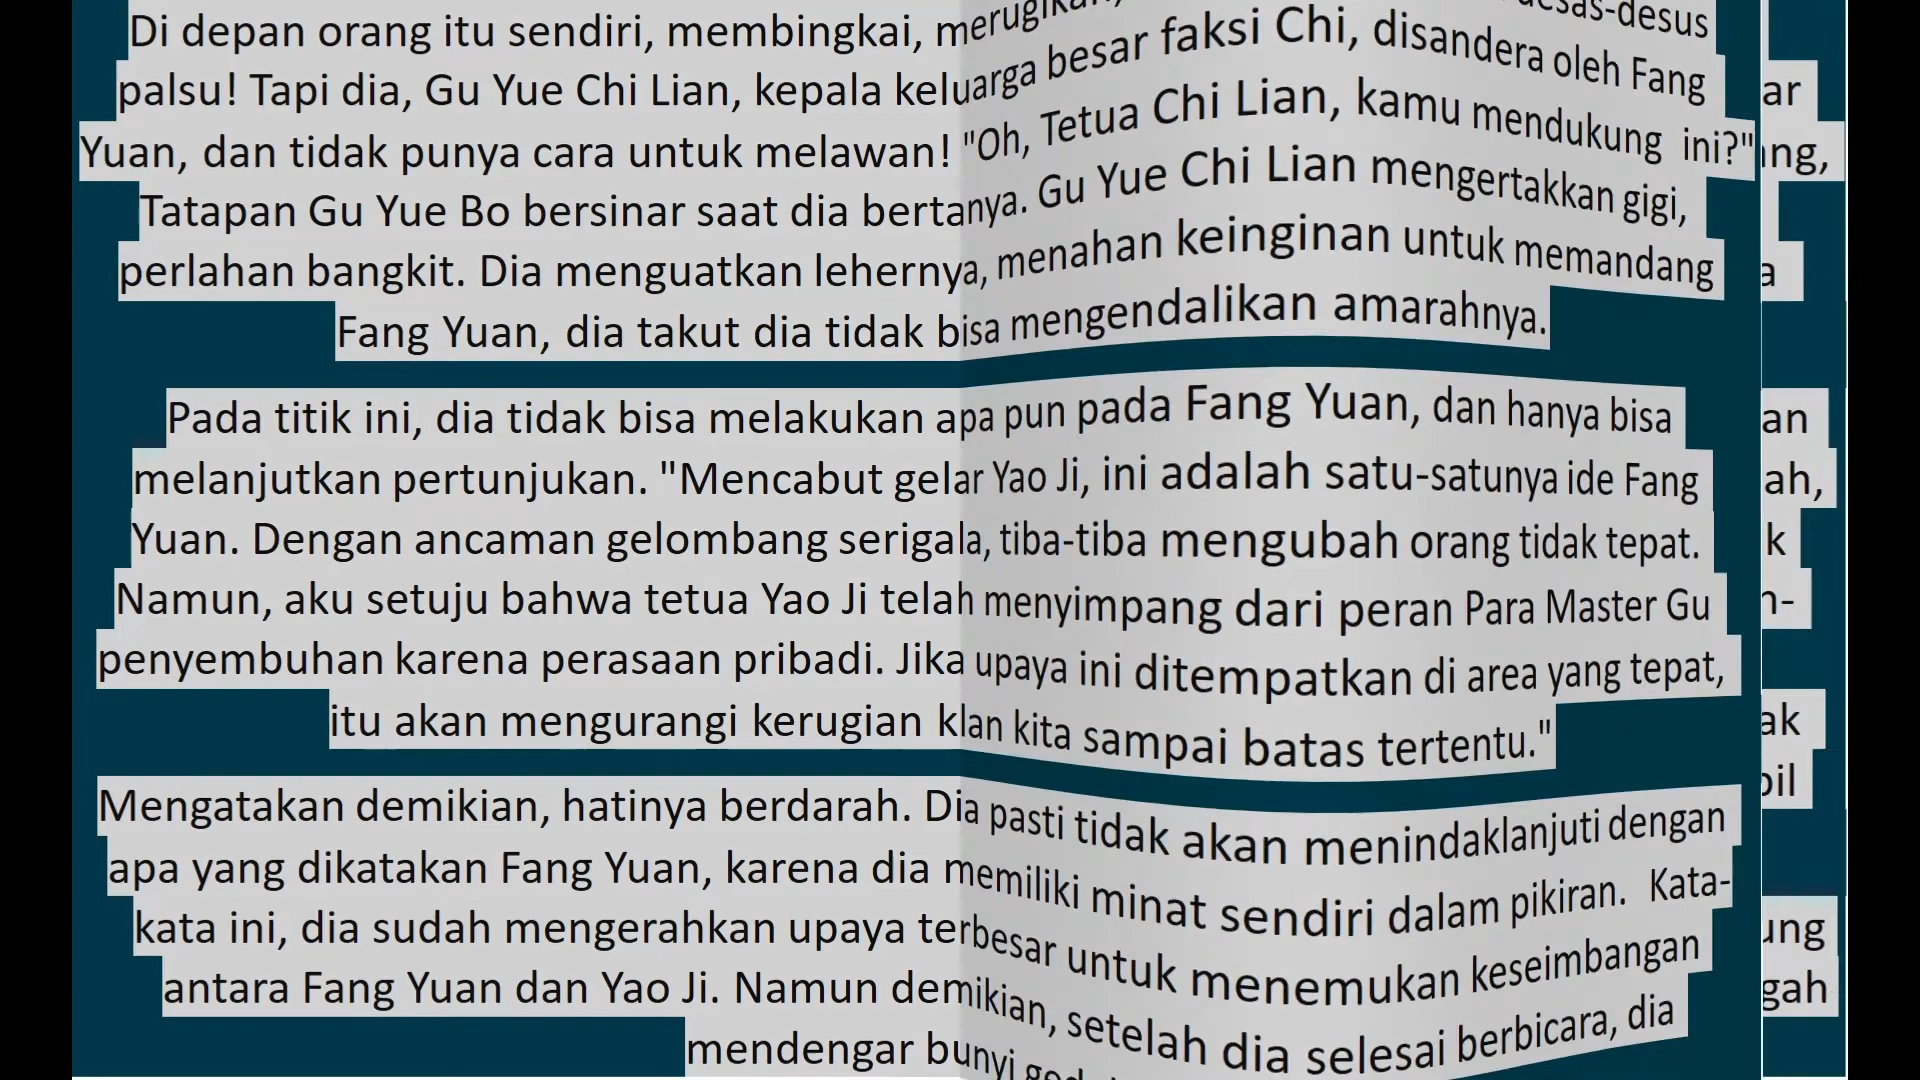 Di depan orang itu sendiri, membingkai, merugikan, desas-desus
palsu! Tapi dia, Gu Yue Chi Lian, kepala keluarga besar faksi Chi, disandera oleh Fang
Yuan, dan tidak punya cara untuk melawan! "Oh, Tetua Chi Lian, kamu mendukung ini?"
Tatapan Gu Yue Bo bersinar saat dia bertanya. Gu Yue Chi Lian mengertakkan gigi,
perlahan bangkit. Dia menguatkan lehernya, menahan keinginan untuk memandang
Fang Yuan, dia takut dia tidak bisa mengendalikan amarahnya.
Pada titik ini, dia tidak bisa melakukan apa pun pada Fang Yuan, dan hanya bisa
melanjutkan pertunjukan. "Mencabut gelar Yao Ji, ini adalah satu-satunya ide Fang
Yuan. Dengan ancaman gelombang serigala, tiba-tiba mengubah orang tidak tepat.
Namun, aku setuju bahwa tetua Yao Ji telah menyimpang dari peran Para Master Gu
penyembuhan karena perasaan pribadi. Jika upaya ini ditempatkan di area yang tepat,
itu akan mengurangi kerugian klan kita sampai batas tertentu."
Mengatakan demikian, hatinya berdarah. Dia pasti tidak akan menindaklanjuti dengan
apa yang dikatakan Fang Yuan, karena dia memiliki minat sendiri dalam pikiran. Kata-
kata ini, dia sudah mengerahkan upaya terbesar untuk menemukan keseimbangan
antara Fang Yuan dan Yao Ji. Namun demikian, setelah dia selesai berbicara, dia
mendengar bunyi